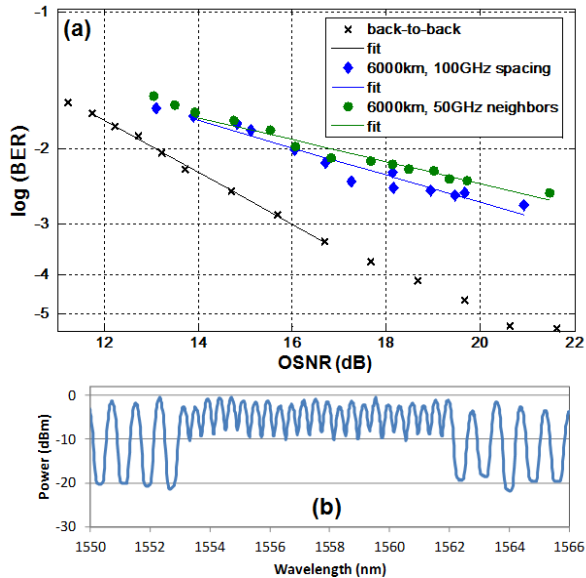 (a)
-1
-2
-3
-4
-5
log (BER)
back-to-back
fit
6000km, 100GHz spacing
fit
6000km, 50GHz neighbors
fit
12 14 16 18 20 22
OSNR (dB)
0
-10
-20
-30
Power (dBm)
(b)
1550 1552 1554 1556 1558 1560 1562 1564 1566
Wavelength (nm)